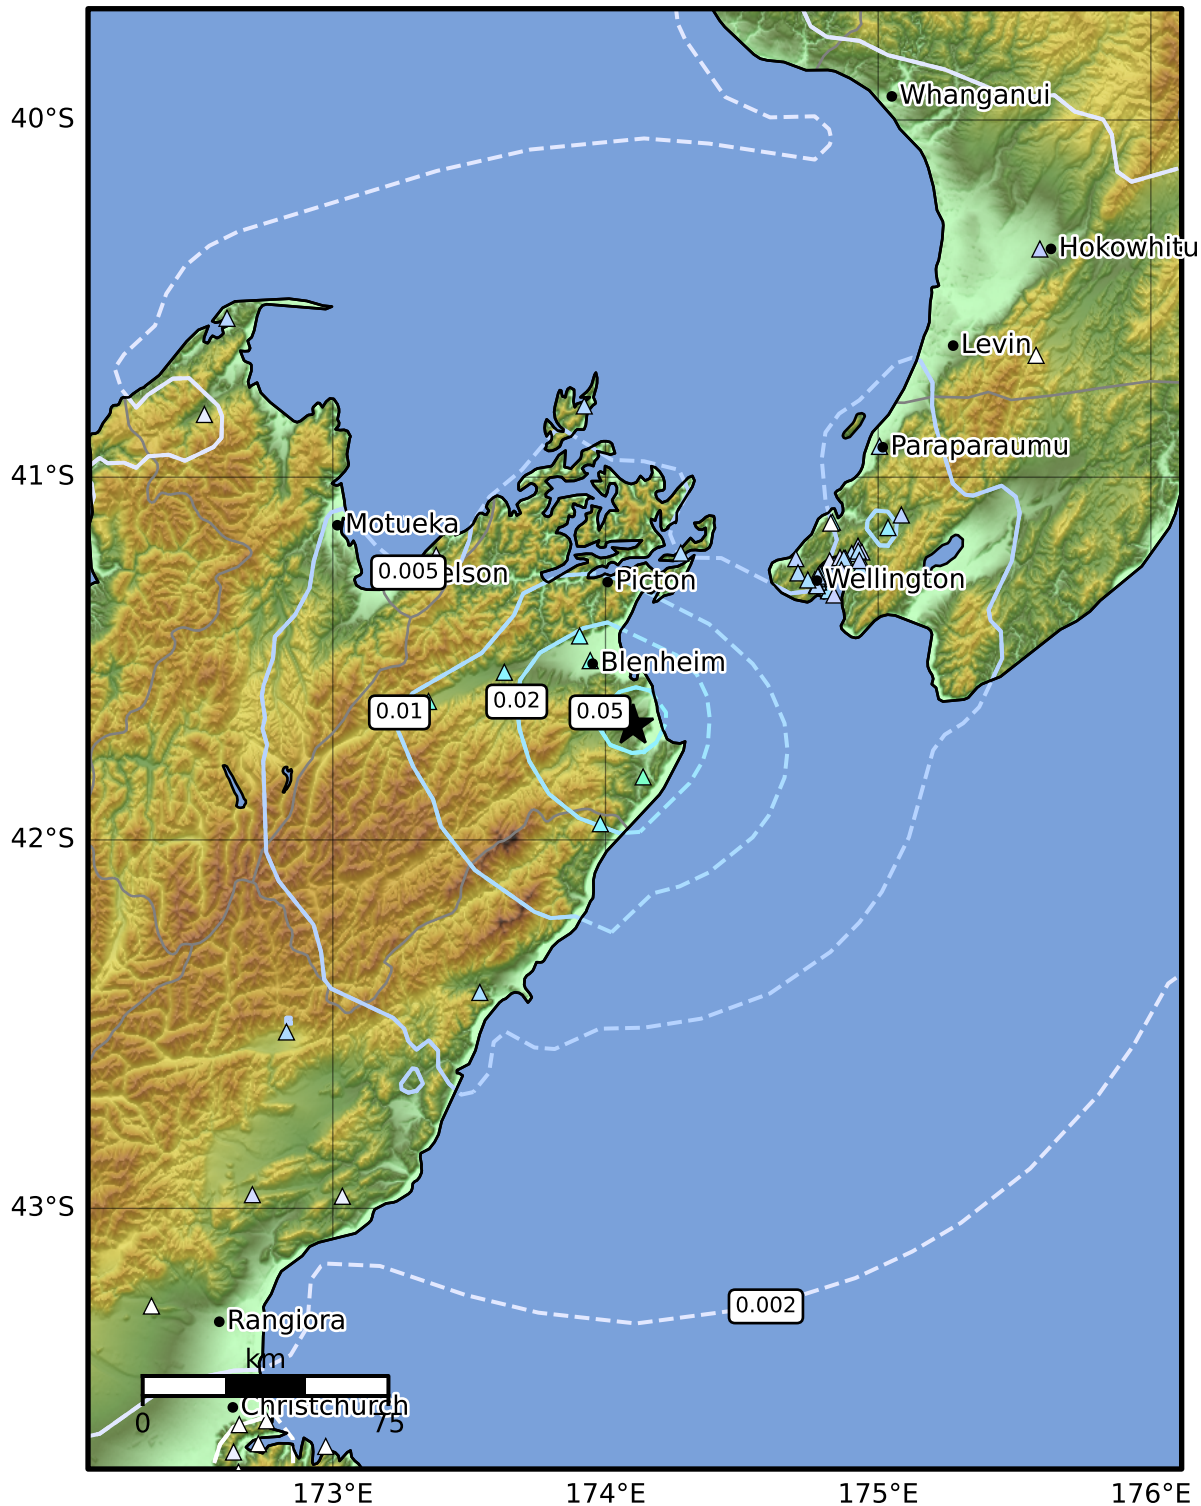 40°S
Whanganui
Hokowhitu
Levin
Paraparaumu
41°S
Motueka
0.005
elson
Picton
Wellington
Blenheim
0.01
0.02
0.05
42°S
43°S
0.002
Rangiora
km
Christchurch
0
75
173°E
174°E
175°E
176°E